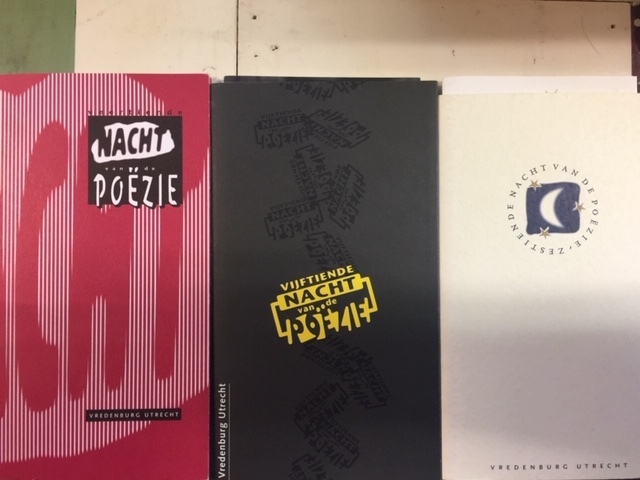 veertiende
NACHT
van de
POËZIE
VREDENBURG UTRECHT
VIJFTIENDE
NACHT
van de
POËZIE
Vredenburg Utrecht
NACHT VAN DE POËZIE, ZESTIENDE
VREDENBURG UTRECHT